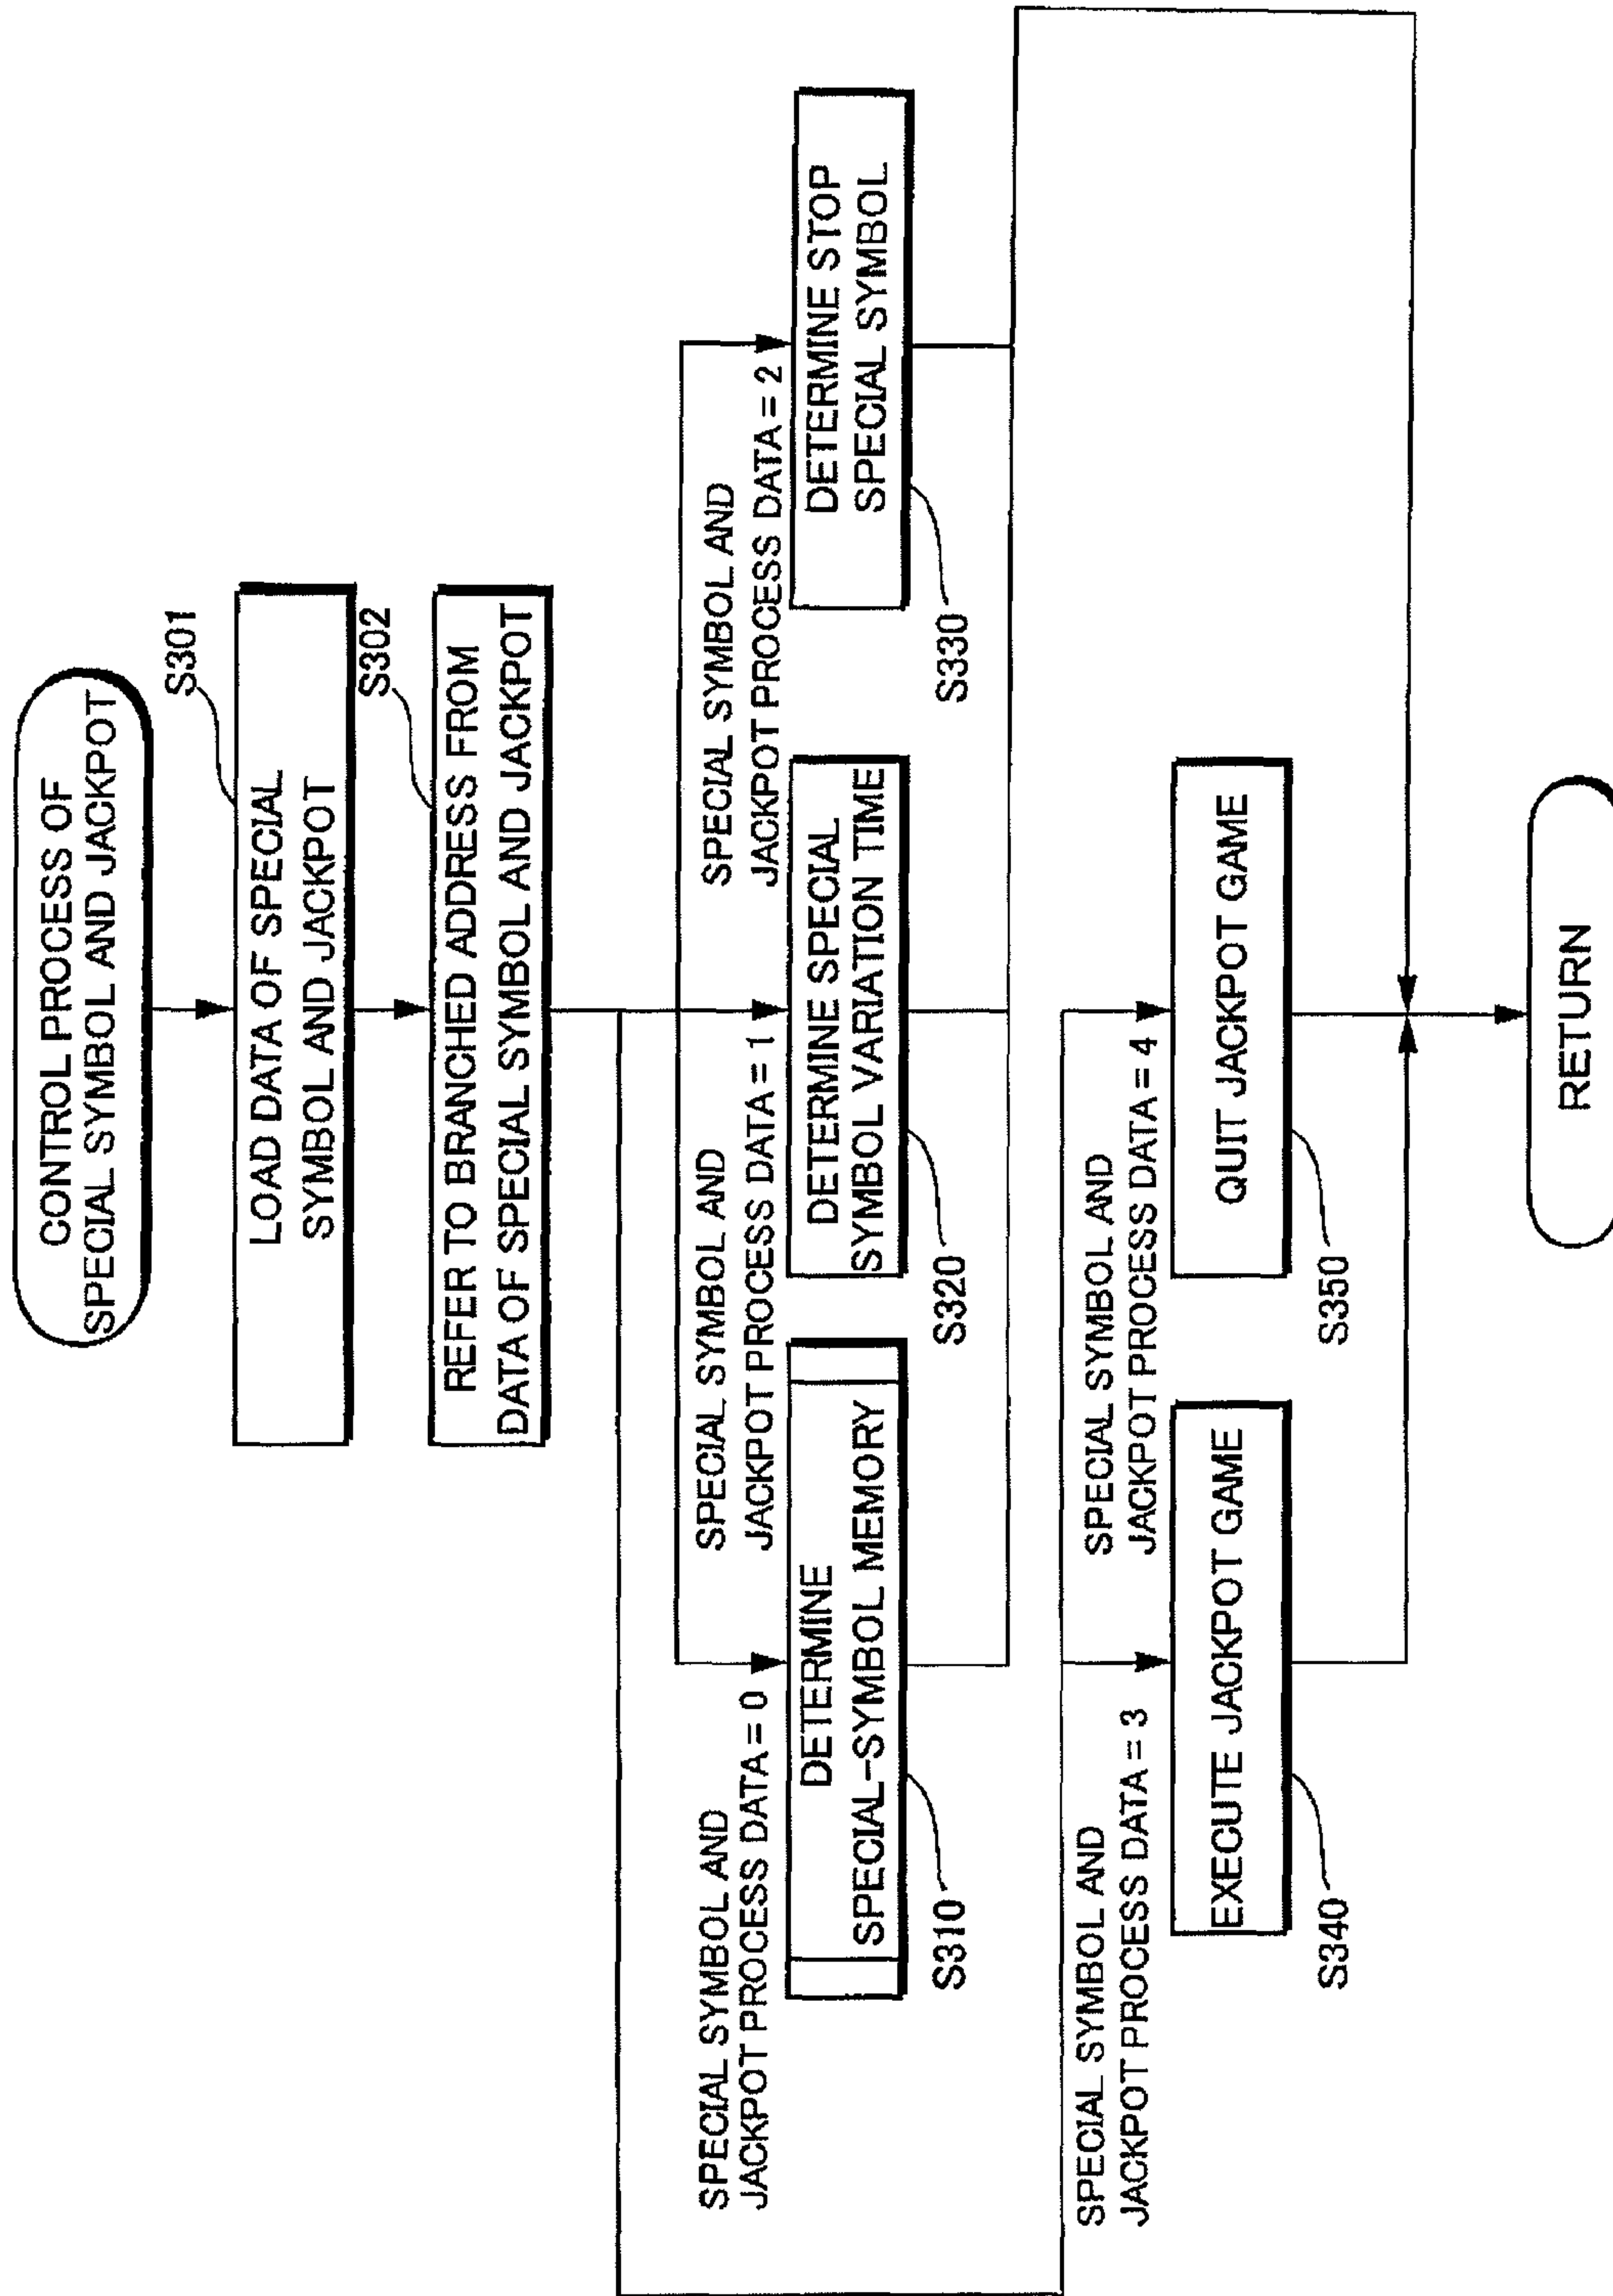 CONTROL PROCESS OF
SPECIAL SYMBOL AND JACKPOT
S301
LOAD DATA OF SPECIAL
SYMBOL AND JACKPOT
S302
REFER TO BRANCHED ADDRESS FROM
DATA OF SPECIAL SYMBOL AND JACKPOT
SPECIAL SYMBOL AND
JACKPOT PROCESS DATA = 0
DETERMINE
SPECIAL-SYMBOL MEMORY
S310
SPECIAL SYMBOL AND
JACKPOT PROCESS DATA = 1
DETERMINE SPECIAL
SYMBOL VARIATION TIME
S320
SPECIAL SYMBOL AND
JACKPOT PROCESS DATA = 2
DETERMINE STOP
SPECIAL SYMBOL
S330
SPECIAL SYMBOL AND
JACKPOT PROCESS DATA = 3
EXECUTE JACKPOT GAME
S340
SPECIAL SYMBOL AND
JACKPOT PROCESS DATA = 4
QUIT JACKPOT GAME
S350
RETURN